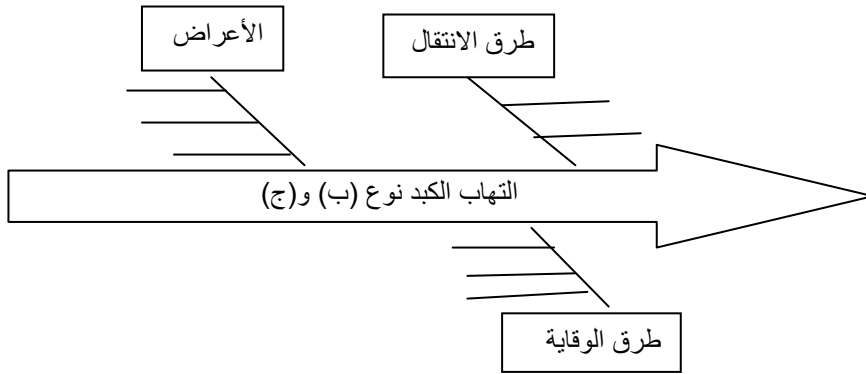 طرق الانتقال
الأعراض
التهاب الكبد نوع (ب) و(ج)
طرق الوقاية